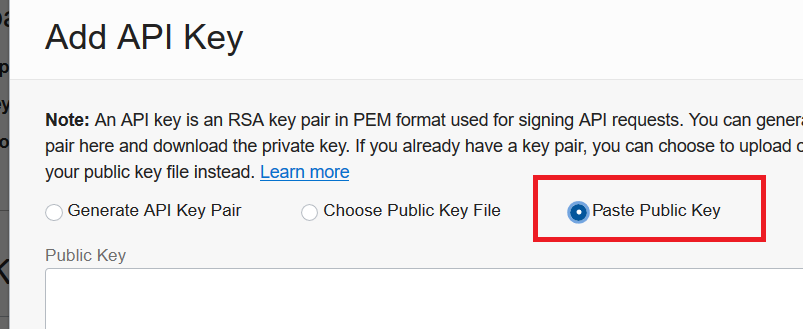 Add API Key
Note: An API key is an RSA key pair in PEM format used for signing API requests. You can
pair here and download the private key. If you already have a key pair, you can choose to upload
your public key file instead. Learn more
Generate API Key Pair Choose Public Key File Paste Public Key
Public Key